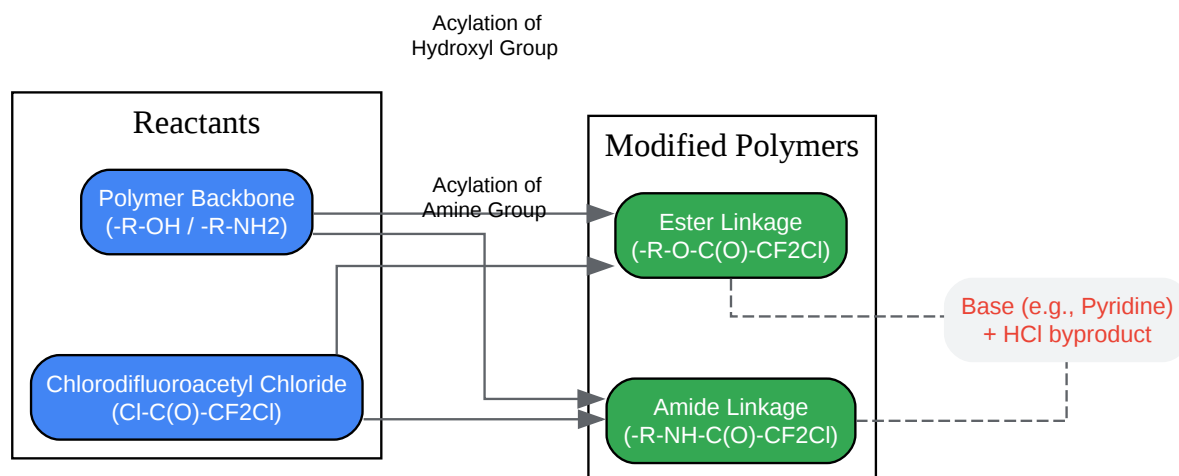 Acylation of
Hydroxyl Group
Reactants
Polymer Backbone
(-R-OH / -R-NH2)
Chlorodifluoroacetyl Chloride
(Cl-C(O)-CF2Cl)
Acylation of
Amine Group
Modified Polymers
Ester Linkage
(-R-O-C(O)-CF2Cl)
Amide Linkage
(-R-NH-C(O)-CF2Cl)
Base (e.g., Pyridine)
+ HCl byproduct